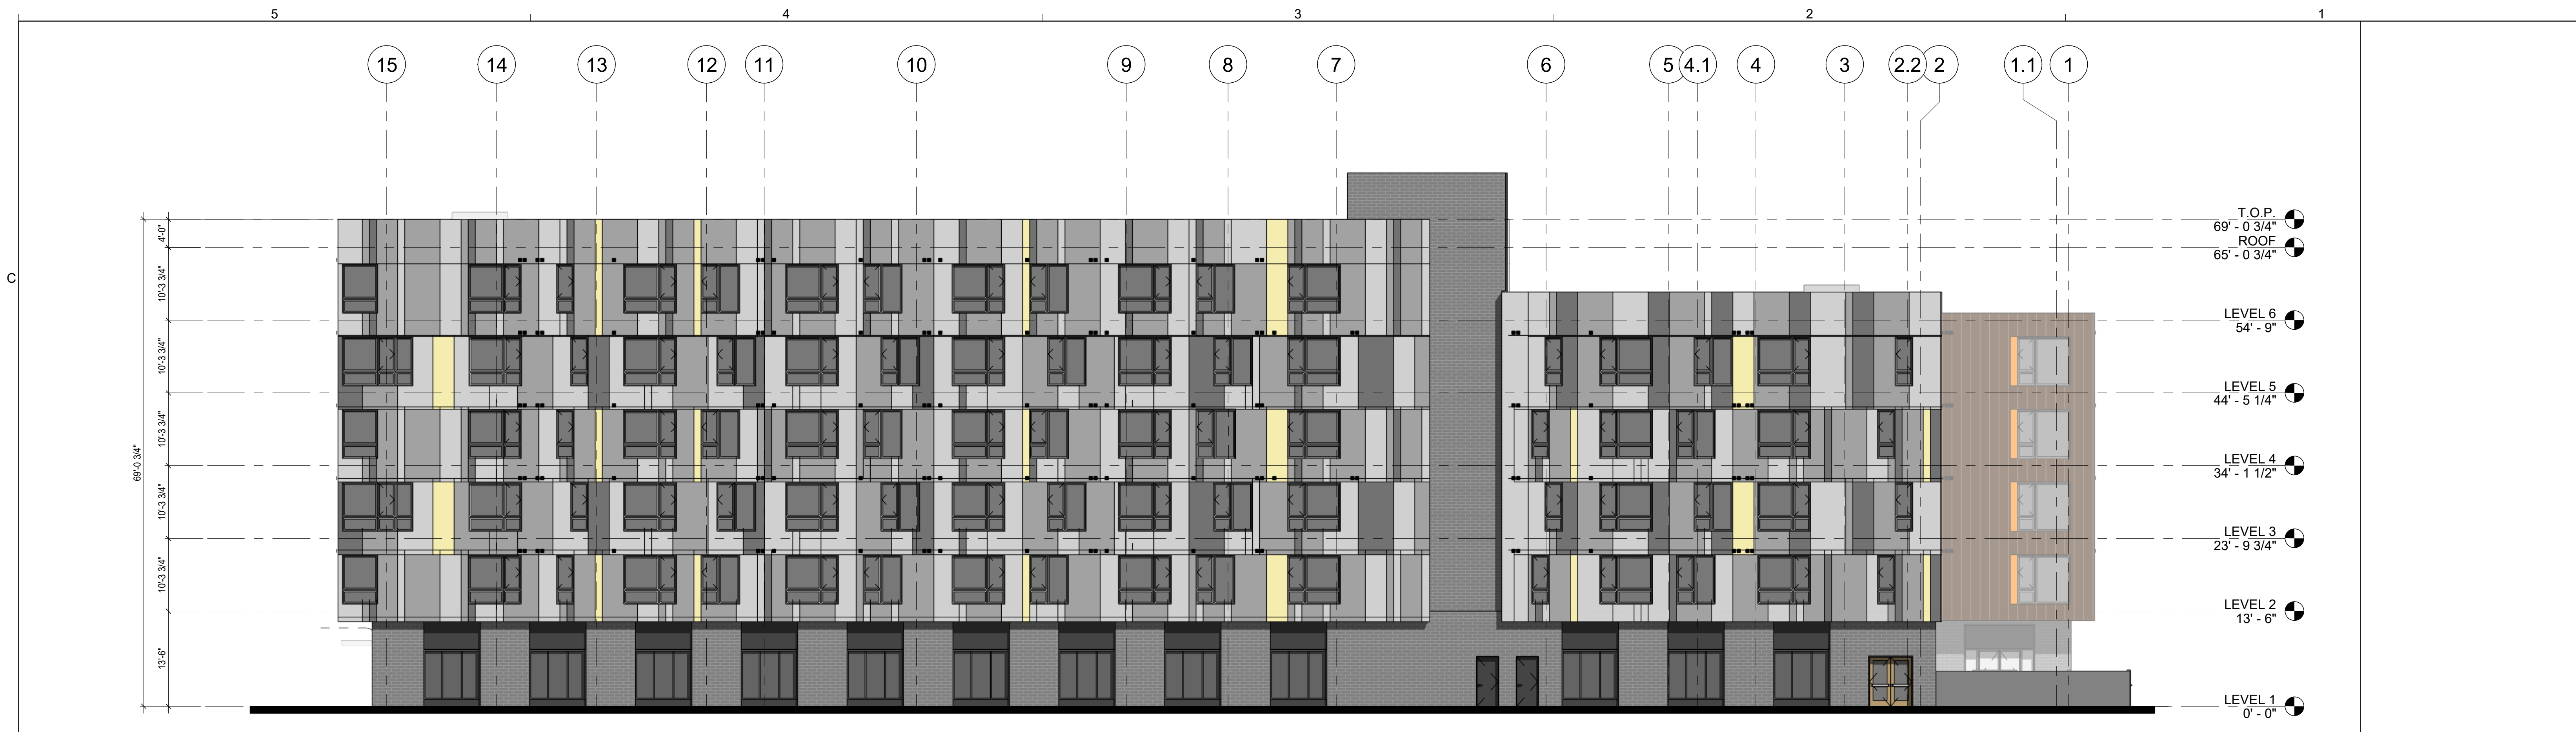 5 4 3 2 1
15 14 13 12 11 10 9 8 7 6 5 4.1 4 3 2.2 2 1.1 1
C
T.O.P.
69' - 0 3/4"
ROOF
65' - 0 3/4"
LEVEL 6
54' - 9"
LEVEL 5
44' - 5 1/4"
LEVEL 4
34' - 1 1/2"
LEVEL 3
23' - 9 3/4"
LEVEL 2
13' - 6"
LEVEL 1
0' - 0"
4'-0"
10'-3 3/4"
10'-3 3/4"
10'-3 3/4"
10'-3 3/4"
10'-3 3/4"
13'-6"
69'-0 3/4"